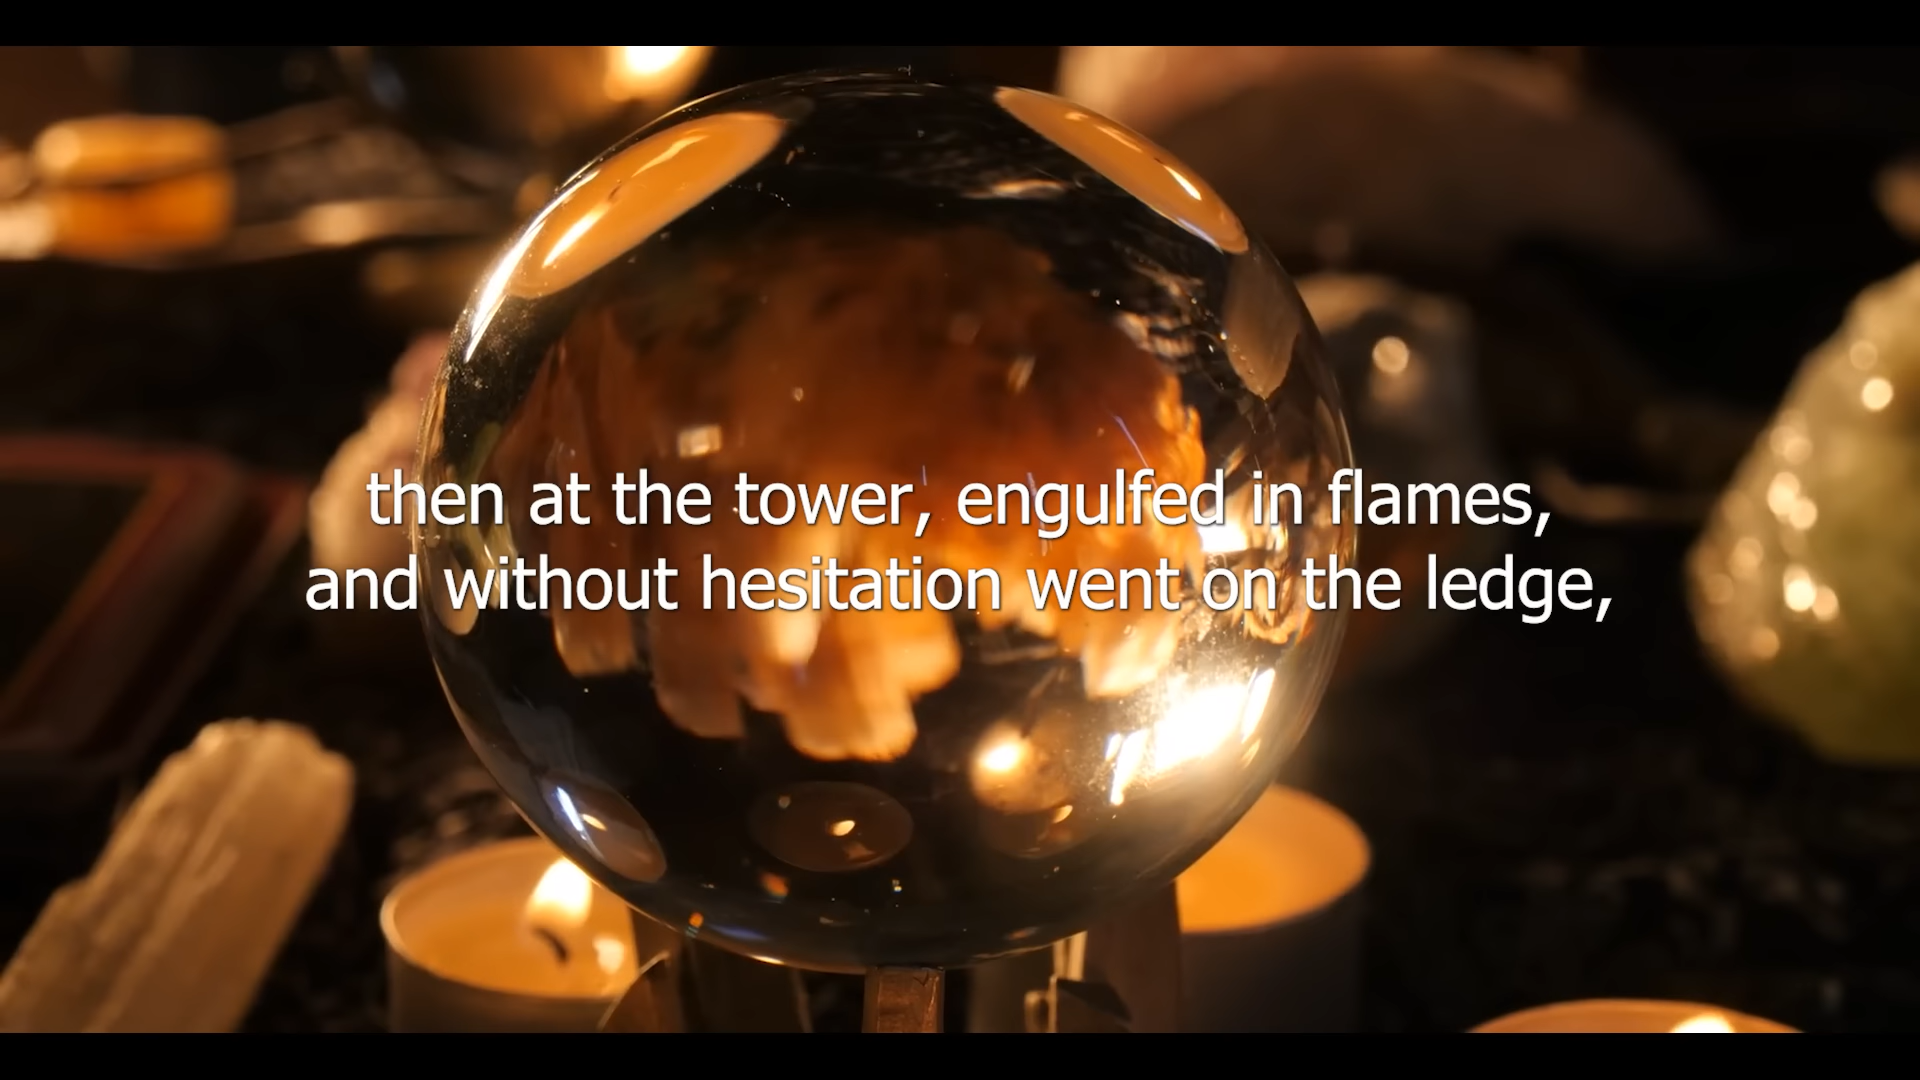 then at the tower, engulfed in flames,
and without hesitation went on the ledge,